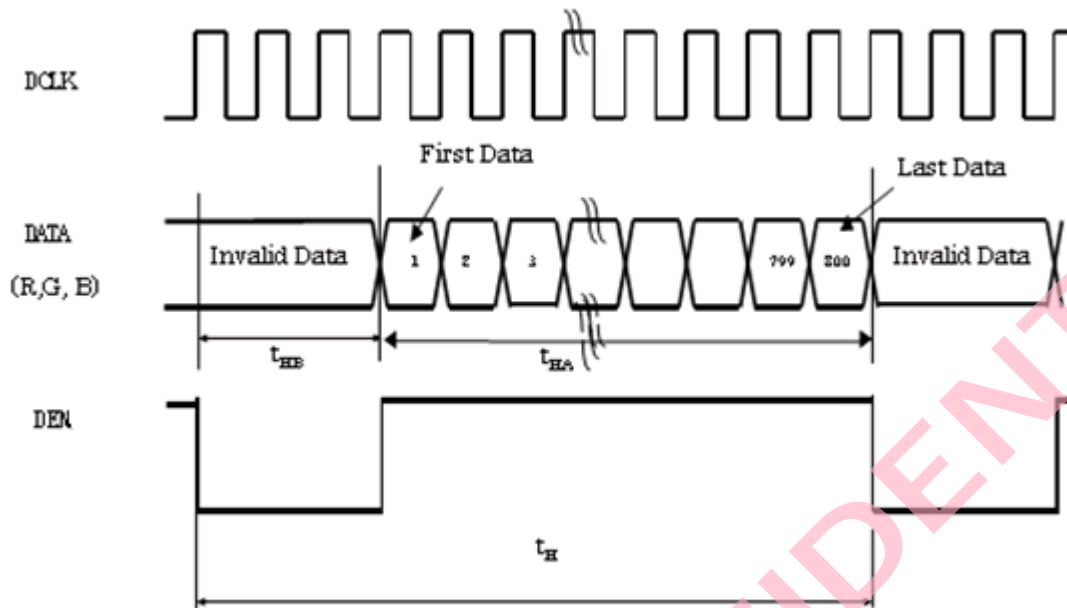 DCLK
First Data
Last Data
DATA
(R,G, B)
Invalid Data
1
2
3
799
800
Invalid Data
tHB
tHA
DEN
tH